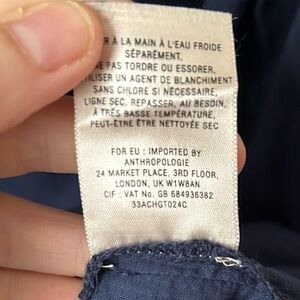 R À LA MAIN À L'EAU FROIDE
SÉPARÉMENT,
NE PAS TORDRE OU ESSORER,
TILISER UN AGENT DE BLANCHIMENT
SANS CHLORE SI NÉCESSAIRE,
LIGNE SEC, REPASSER, AU BESOIN,
À TRÈS BASSE TEMPÉRATURE,
PEUT-ÊTRE ÊTRE NETTOYÉ SEC
FOR EU : IMPORTED BY
ANTHROPOLOGIE
24 MARKET PLACE, 3RD FLOOR,
LONDON, UK W1W8AN
CIF : VAT No. GB 684936382
33ACHGT024C